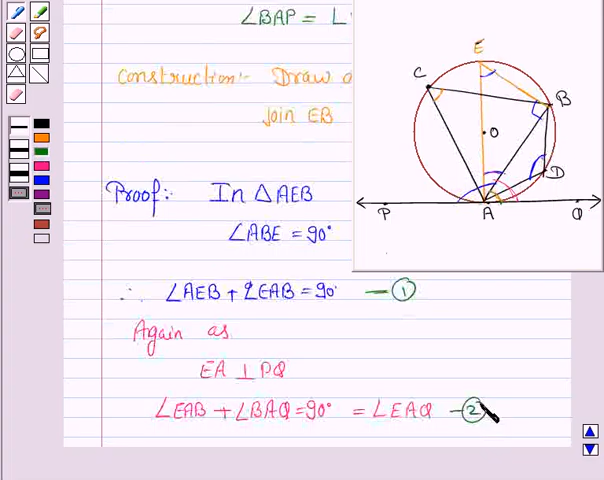 ∠BAP = ∠
Construction:- Draw
join EB
Proof:- In △AEB
∠ABE = 90°
∴ ∠AEB + ∠EAB = 90° — ①
Again as
EA ⊥ PQ
∠EAB + ∠BAQ = 90° = ∠EAQ — ②
E
C
B
O
D
P
A
Q